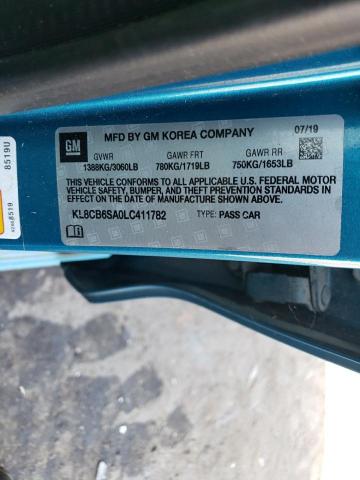 GM
MFD BY GM KOREA COMPANY
07/19
GVWR
GAWR FRT
GAWR RR
1388KG/3060LB
780KG/1719LB
750KG/1653LB
THIS VEHICLE CONFORMS TO ALL APPLICABLE U.S. FEDERAL MOTOR
VEHICLE SAFETY, BUMPER, AND THEFT PREVENTION STANDARDS
IN EFFECT ON THE DATE OF MANUFACTURE SHOWN ABOVE.
KL8CB6SA0LC411782
TYPE: PASS CAR
8519U